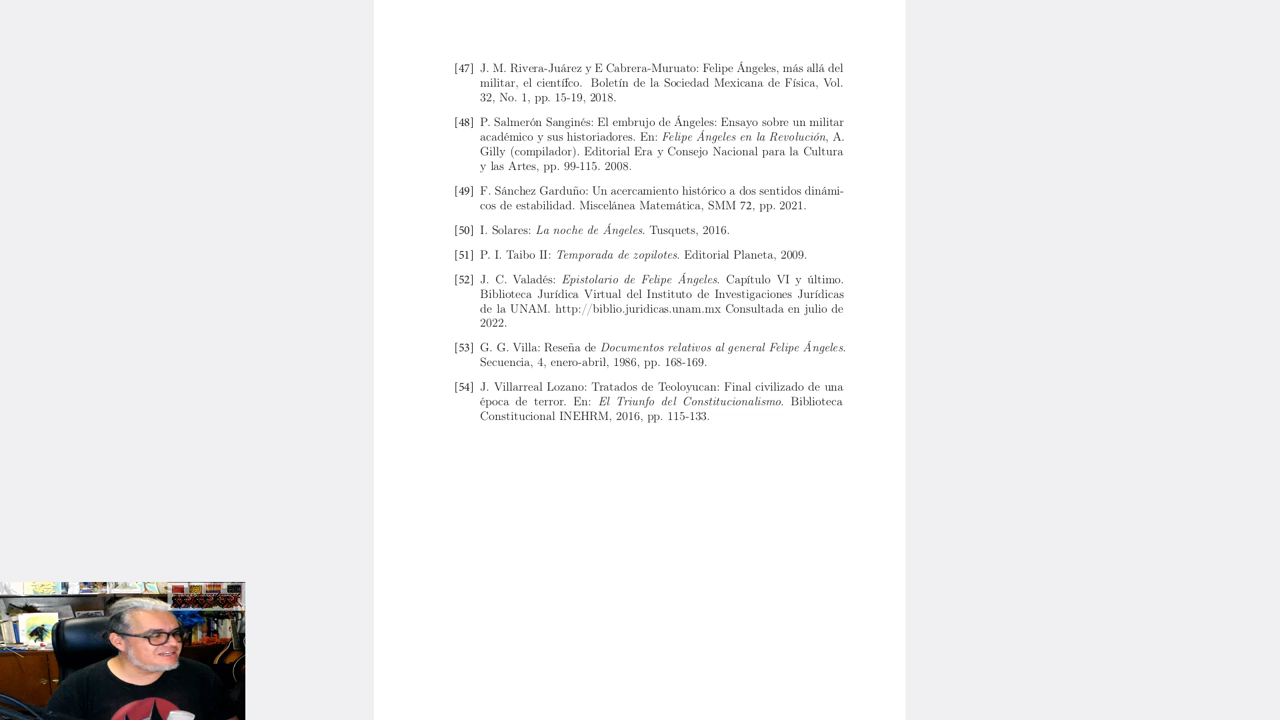 [47] J. M. Rivera-Juárez y E Cabrera-Muruato: Felipe Ángeles, más allá del
militar, el científco. Boletín de la Sociedad Mexicana de Física, Vol.
32, No. 1, pp. 15-19, 2018.
[48] P. Salmerón Sanginés: El embrujo de Ángeles: Ensayo sobre un militar
académico y sus historiadores. En: Felipe Ángeles en la Revolución, A.
Gilly (compilador). Editorial Era y Consejo Nacional para la Cultura
y las Artes, pp. 99-115. 2008.
[49] F. Sánchez Garduño: Un acercamiento histórico a dos sentidos dinámi-
cos de estabilidad. Miscelánea Matemática, SMM 72, pp. 2021.
[50] I. Solares: La noche de Ángeles. Tusquets, 2016.
[51] P. I. Taibo II: Temporada de zopilotes. Editorial Planeta, 2009.
[52] J. C. Valadés: Epistolario de Felipe Ángeles. Capítulo VI y último.
Biblioteca Jurídica Virtual del Instituto de Investigaciones Jurídicas
de la UNAM. http://biblio.juridicas.unam.mx Consultada en julio de
2022.
[53] G. G. Villa: Reseña de Documentos relativos al general Felipe Ángeles.
Secuencia, 4, enero-abril, 1986, pp. 168-169.
[54] J. Villarreal Lozano: Tratados de Teoloyucan: Final civilizado de una
época de terror. En: El Triunfo del Constitucionalismo. Biblioteca
Constitucional INEHRM, 2016, pp. 115-133.